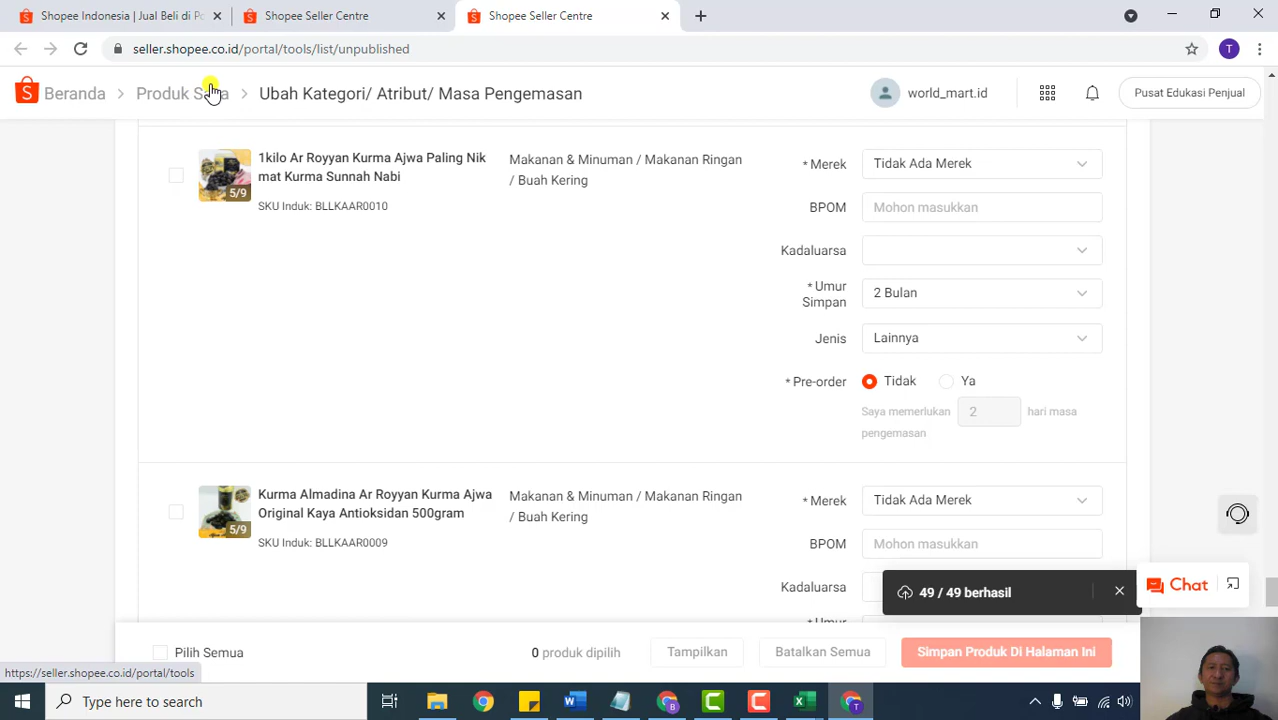 Shopee Indonesia | Jual Beli di Po
Shopee Seller Centre
Shopee Seller Centre
seller.shopee.co.id/portal/tools/list/unpublished
T
Beranda > Produk Saya > Ubah Kategori/ Atribut/ Masa Pengemasan
world_mart.id
Pusat Edukasi Penjual
5/9
1kilo Ar Royyan Kurma Ajwa Paling Nik
mat Kurma Sunnah Nabi
SKU Induk: BLLKAAR0010
Makanan & Minuman / Makanan Ringan
/ Buah Kering
* Merek
Tidak Ada Merek
BPOM
Mohon masukkan
Kadaluarsa
* Umur
Simpan
2 Bulan
Jenis
Lainnya
* Pre-order
Tidak
Ya
Saya memerlukan 2 hari masa
pengemasan
5/9
Kurma Almadina Ar Royyan Kurma Ajwa
Original Kaya Antioksidan 500gram
SKU Induk: BLLKAAR0009
Makanan & Minuman / Makanan Ringan
/ Buah Kering
* Merek
Tidak Ada Merek
BPOM
Mohon masukkan
Kadaluarsa
* Umur
49 / 49 berhasil
Chat
Pilih Semua
0 produk dipilih
Tampilkan
Batalkan Semua
Simpan Produk Di Halaman Ini
https://seller.shopee.co.id/portal/tools
Type here to search